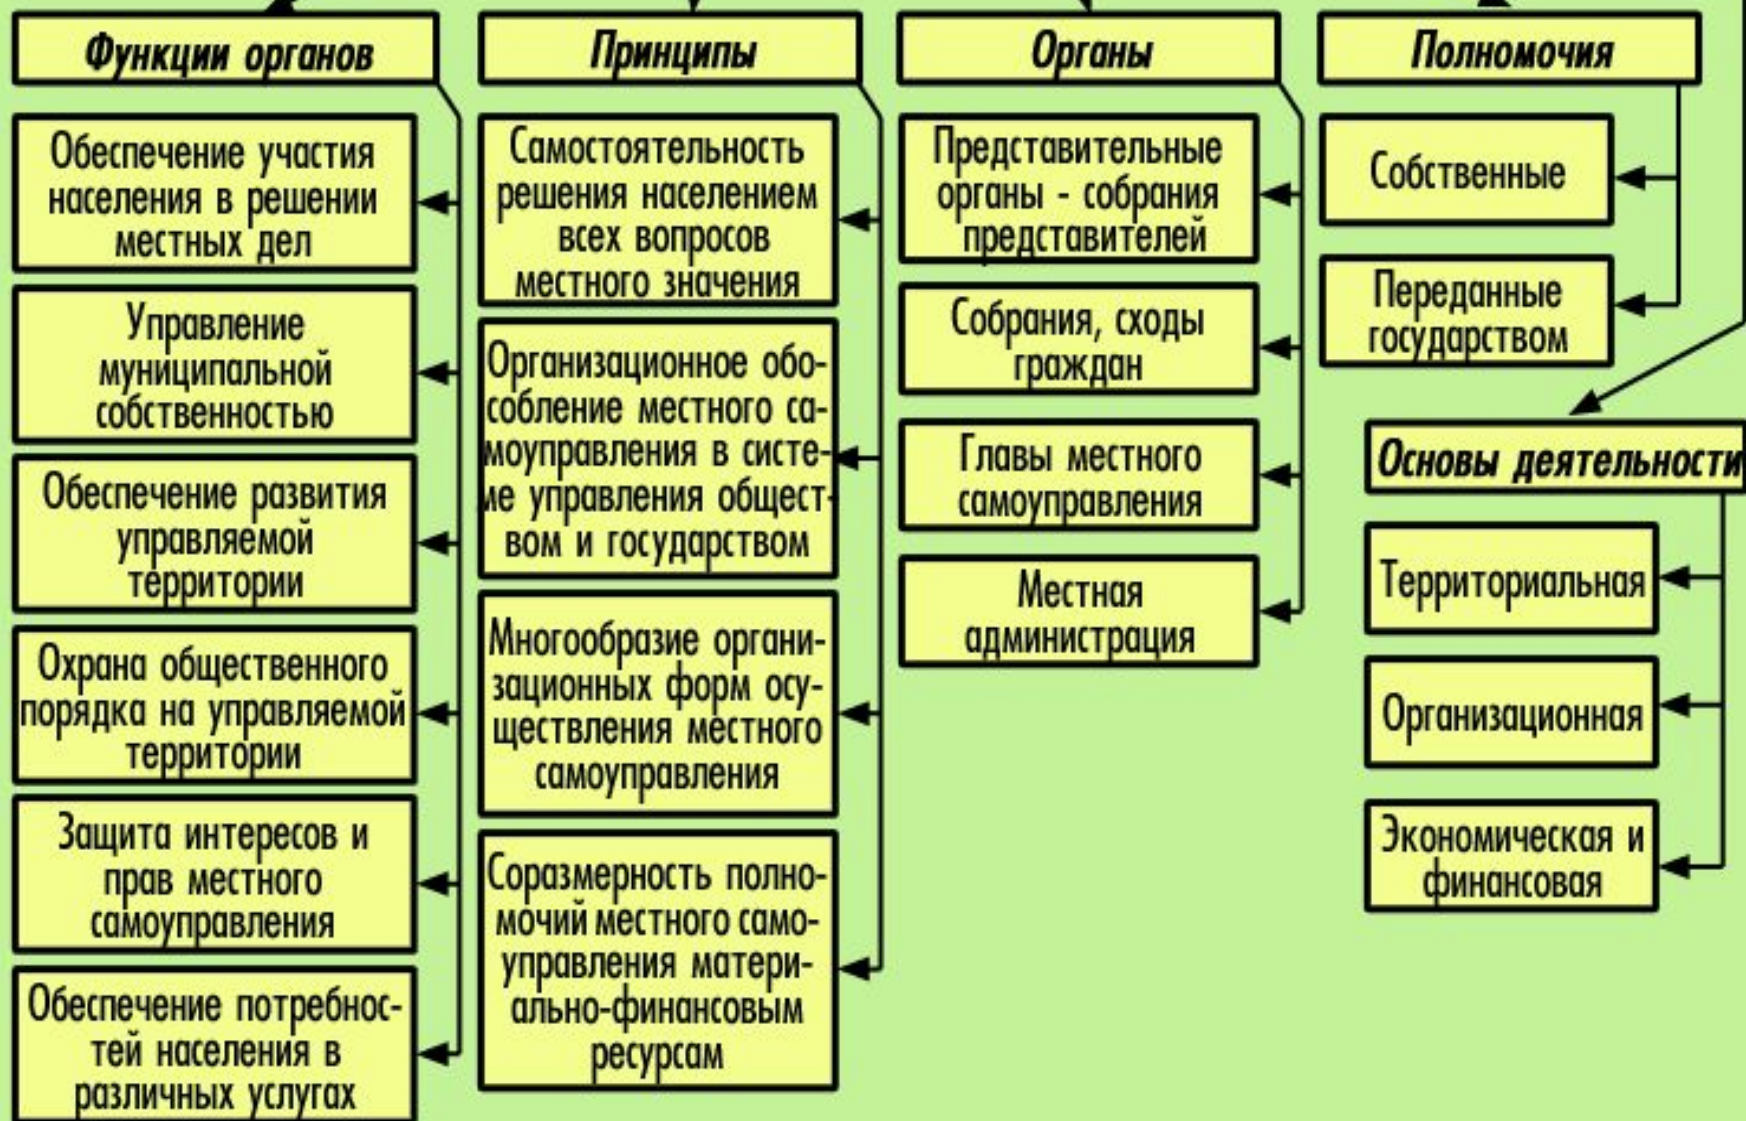 Функции органов
Обеспечение участия
населения в решении
местных дел
Управление
муниципальной
собственностью
Обеспечение развития
управляемой
территории
Охрана общественного
порядка на управляемой
территории
Защита интересов и
прав местного
самоуправления
Обеспечение потребнос-
тей населения в
различных услугах
Принципы
Самостоятельность
решения населением
всех вопросов
местного значения
Организационное обо-
собление местного са-
моуправления в систе-
ме управления общест-
вом и государством
Многообразие органи-
зационных форм осу-
ществления местного
самоуправления
Соразмерность полно-
мочий местного само-
управления матери-
ально-финансовым
ресурсам
Органы
Представительные
органы - собрания
представителей
Собрания, сходы
граждан
Главы местного
самоуправления
Местная
администрация
Полномочия
Собственные
Переданные
государством
Основы деятельности
Территориальная
Организационная
Экономическая и
финансовая